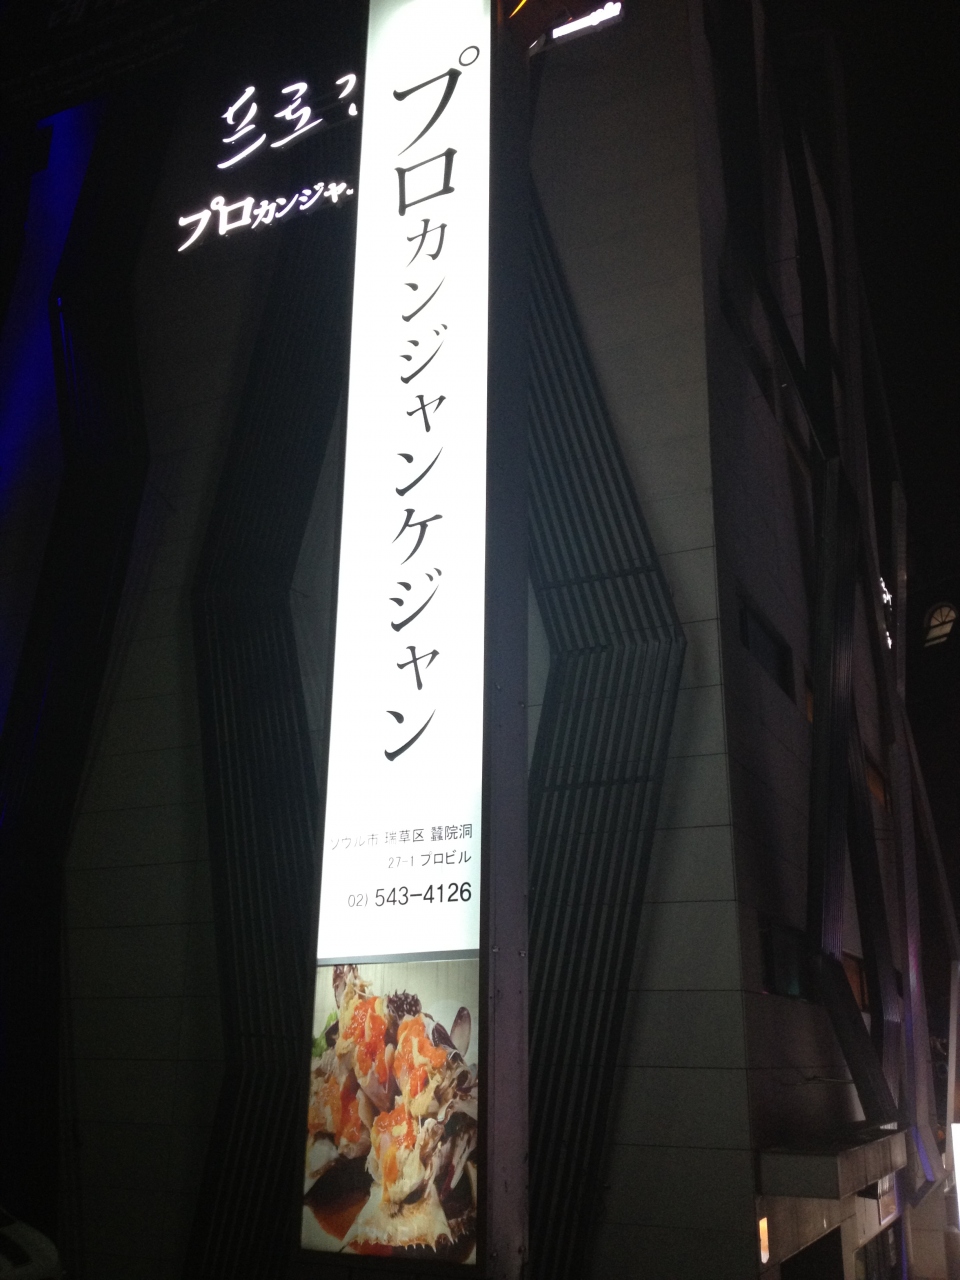 프로가
プロカンジャ
プロカンジャンケジャン
ソウル市 瑞草区 蠶院洞
27-1 プロビル
02) 543-4126